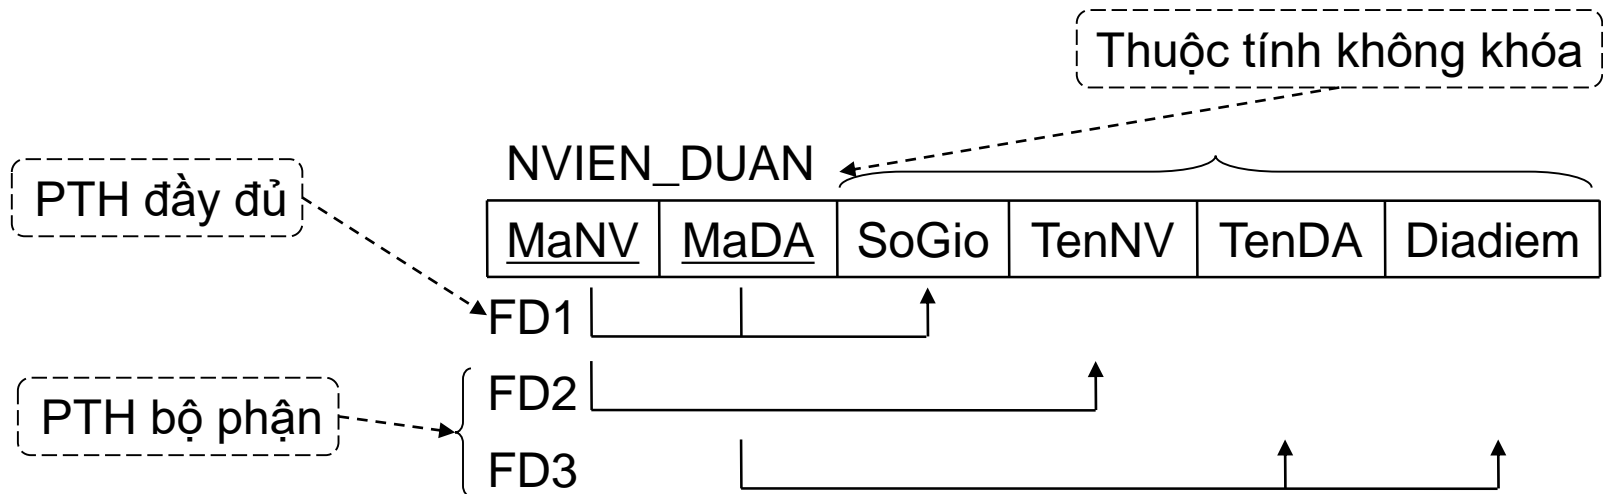 Thuộc tính không khóa
NVIEN_DUAN
PTH đầy đủ
MaNV MaDA SoGio TenNV TenDA Diadiem
FD1
FD2
PTH bộ phận
FD3